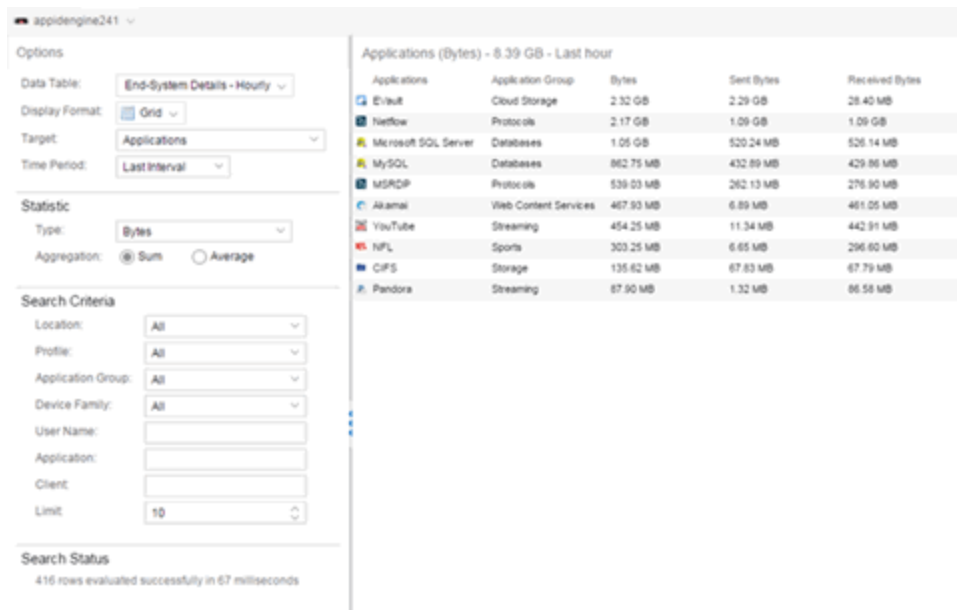 appidengine241
Options
Data Table: End-System Details - Hourly
Display Format: Grid
Target: Applications
Time Period: Last Interval
Statistic
Type: Bytes
Aggregation: Sum Average
Search Criteria
Location: All
Profile: All
Application Group: All
Device Family: All
User Name:
Application:
Client:
Limit: 10
Search Status
416 rows evaluated successfully in 67 milliseconds
Applications (Bytes) - 8.39 GB - Last hour
Applications Application Group Bytes Sent Bytes Received Bytes
EVault Cloud Storage 2.32 GB 2.29 GB 28.40 MB
Netflow Protocols 2.17 GB 1.09 GB 1.09 GB
Microsoft SQL Server Databases 1.05 GB 520.24 MB 526.14 MB
MySQL Databases 862.75 MB 432.89 MB 429.86 MB
MSRDP Protocols 539.03 MB 262.13 MB 276.90 MB
Akamai Web Content Services 467.93 MB 6.89 MB 461.05 MB
YouTube Streaming 454.25 MB 11.34 MB 442.91 MB
NFL Sports 303.25 MB 6.65 MB 296.60 MB
CIFS Storage 135.62 MB 67.83 MB 67.79 MB
Pandora Streaming 87.90 MB 1.32 MB 86.58 MB